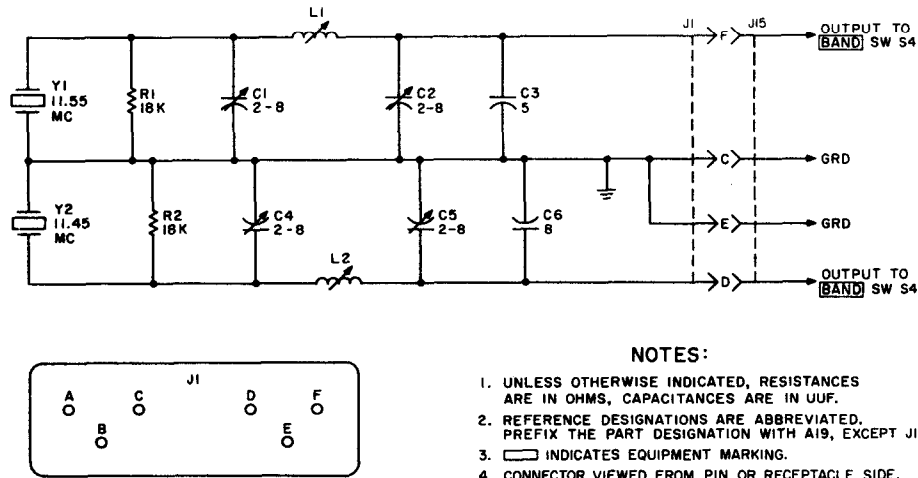 L1
J1
J15
F
OUTPUT TO
BAND SW S4
Y1
11.55
MC
R1
18K
C1
2-8
C2
2-8
C3
5
C
GRD
Y2
11.45
MC
R2
18K
C4
2-8
C5
2-8
C6
8
E
GRD
L2
D
OUTPUT TO
BAND SW S4
J1
A
C
D
F
B
E
NOTES:
1. UNLESS OTHERWISE INDICATED, RESISTANCES
ARE IN OHMS, CAPACITANCES ARE IN UUF.
2. REFERENCE DESIGNATIONS ARE ABBREVIATED.
PREFIX THE PART DESIGNATION WITH A19, EXCEPT J1
3. INDICATES EQUIPMENT MARKING.
4. CONNECTOR VIEWED FROM PIN OR RECEPTACLE SIDE.